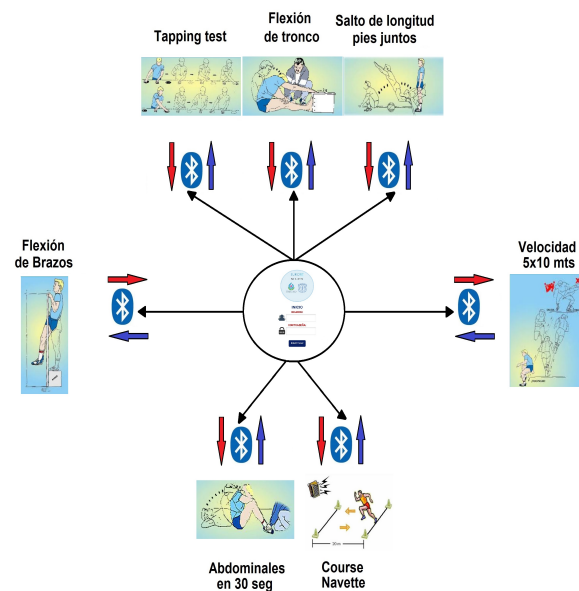 Tapping test
Flexión
de tronco
Salto de longitud
pies juntos
Flexión
de Brazos
Velocidad
5x10 mts
INICIO
Abdominales
en 30 seg
Course
Navette